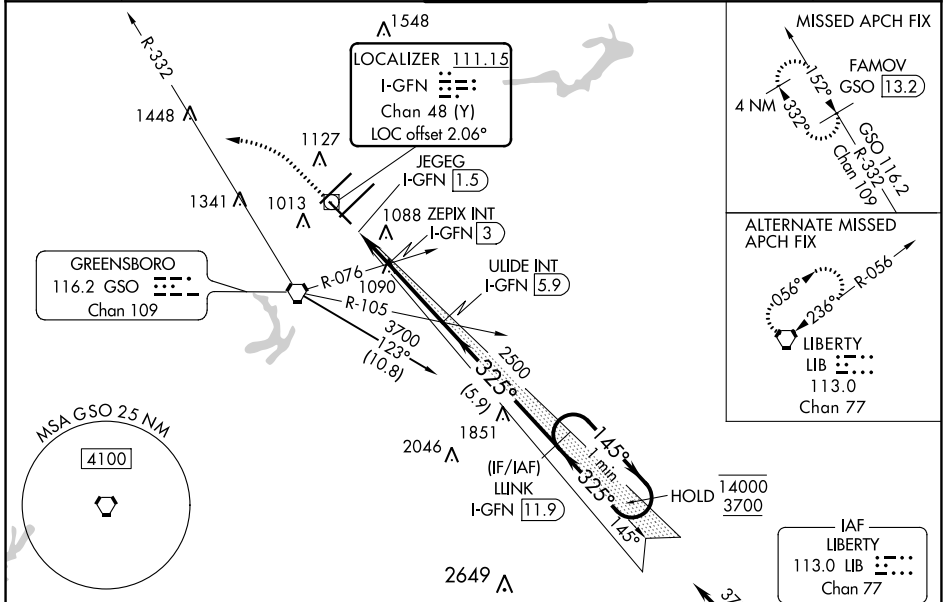 1548
LOCALIZER 111.15
I-GFN
Chan 48 (Y)
LOC offset 2.06°
R-332
1448
1127
JEGEG
I-GFN 1.5
1341
1013
1088
ZEPIX INT
I-GFN 3
GREENSBORO
116.2 GSO
Chan 109
R-076
1090
ULIDE INT
I-GFN 5.9
R-105
3700
123°
(10.8)
2500
325°
(5.9)
1851
2046
145°
1 min
325°
145°
(IF/IAF)
LLINK
I-GFN 11.9
HOLD
14000
3700
MSA GSO 25 NM
4100
2649
MISSED APCH FIX
FAMOV
GSO 13.2
4 NM
152°
332°
GSO 116.2
R-332
Chan 109
ALTERNATE MISSED
APCH FIX
056°
236°
R-056
LIBERTY
LIB
113.0
Chan 77
IAF
LIBERTY
113.0 LIB
Chan 77